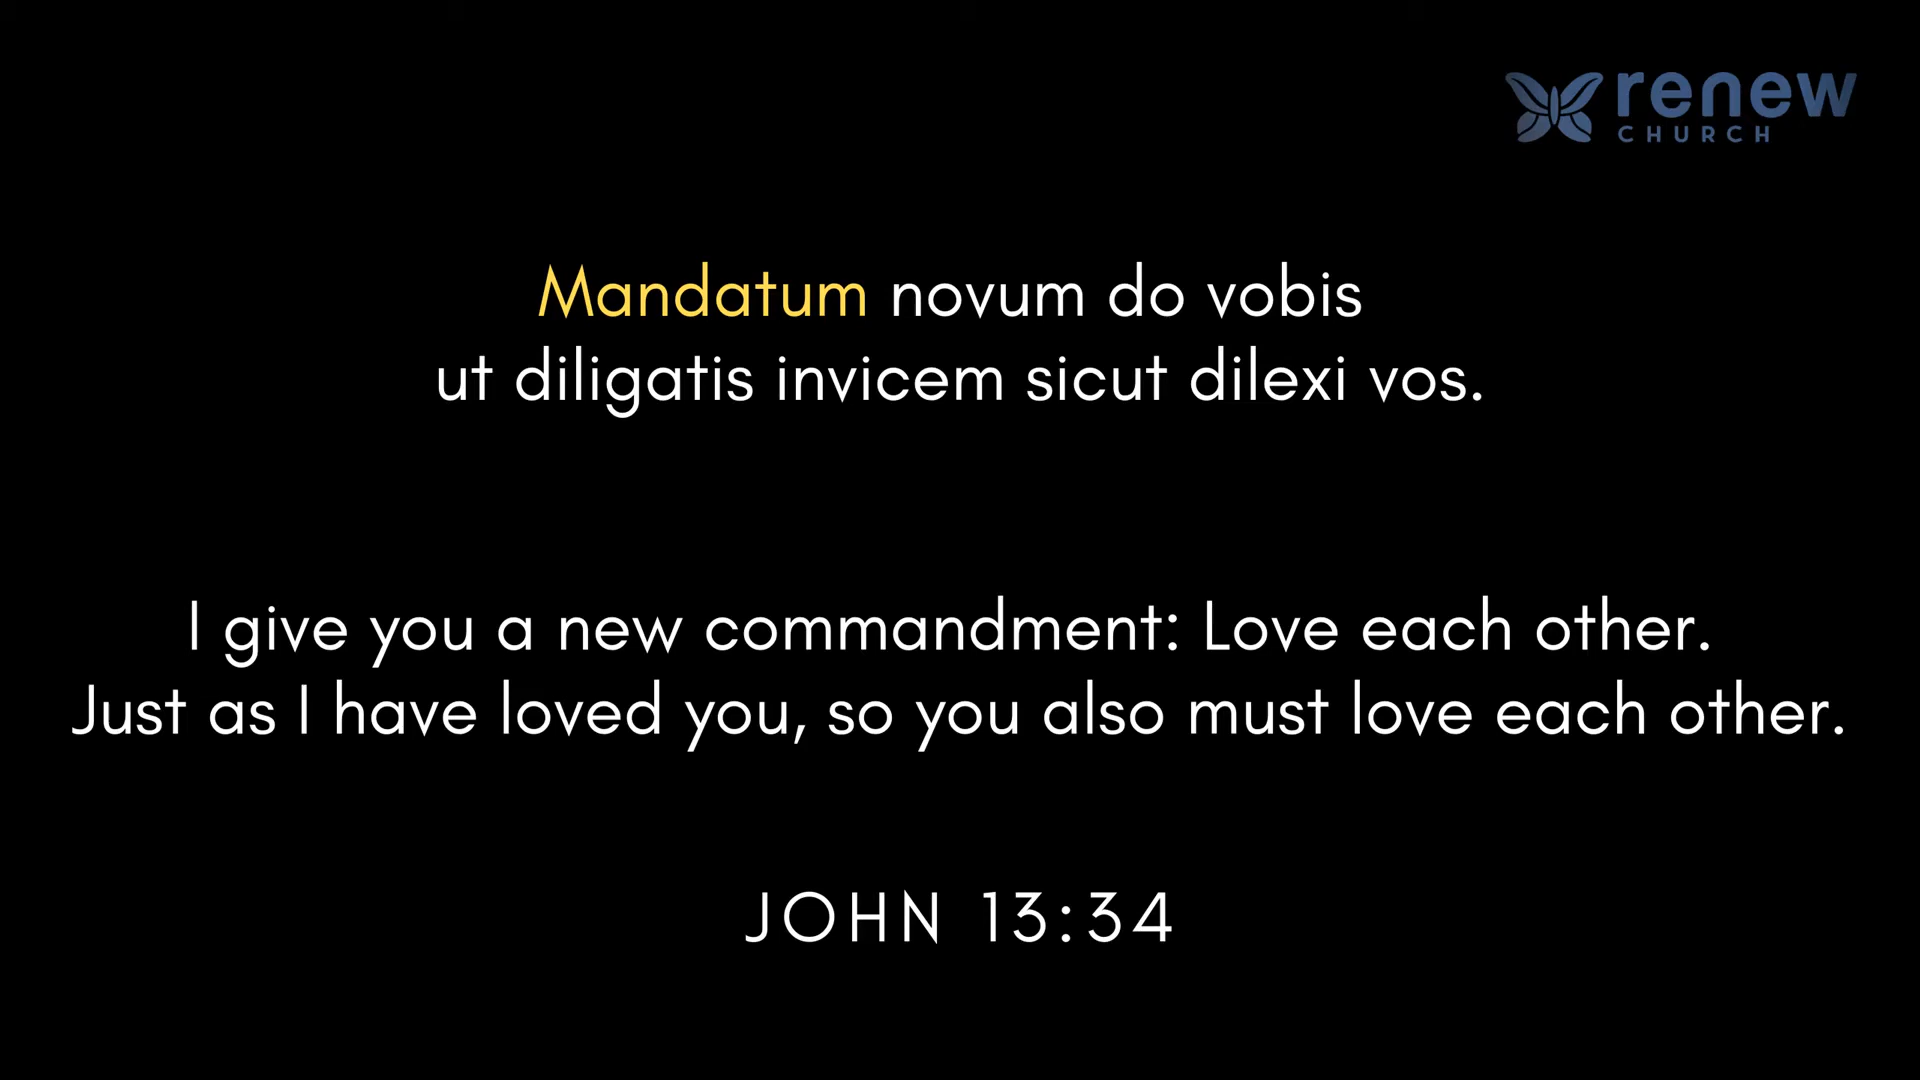 renew
CHURCH
Mandatum novum do vobis
ut diligatis invicem sicut dilexi vos.
I give you a new commandment: Love each other.
Just as I have loved you, so you also must love each other.
JOHN 13:34